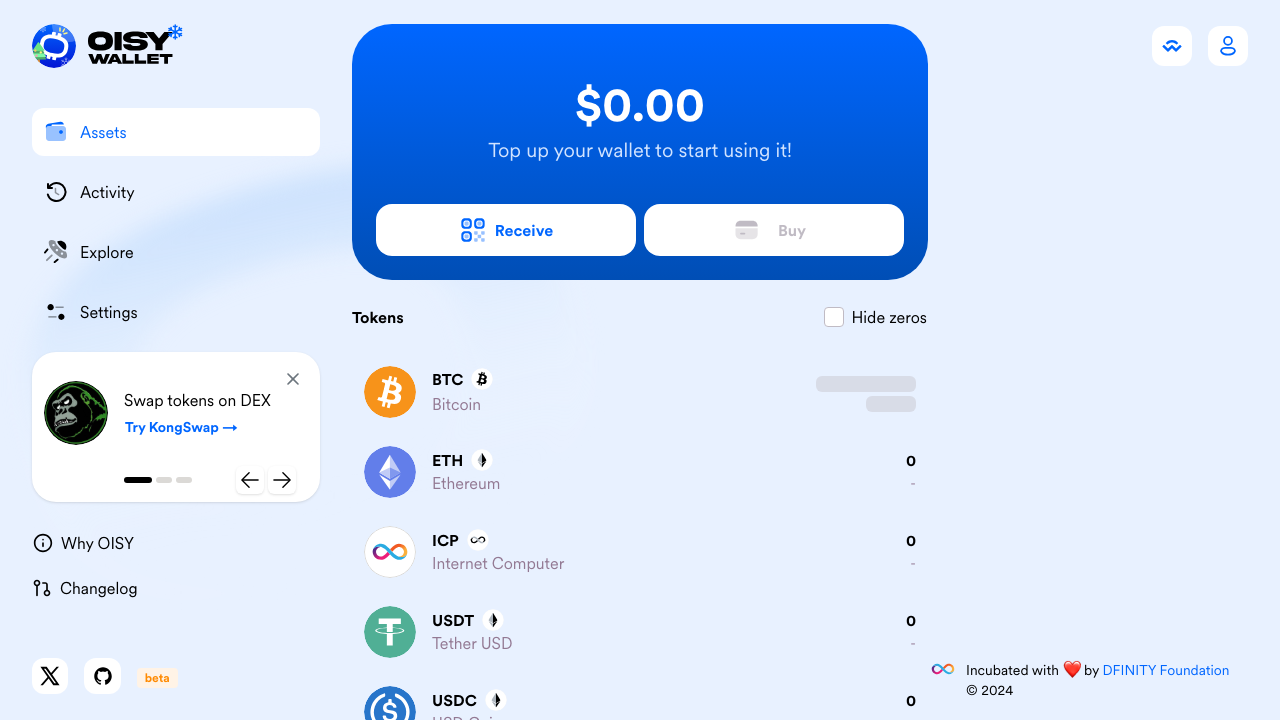 OISY
WALLET
Assets
Activity
Explore
Settings
Swap tokens on DEX
Try KongSwap →
Why OISY
Changelog
beta
$0.00
Top up your wallet to start using it!
Receive
Buy
Tokens
Hide zeros
BTC
Bitcoin
ETH
0
Ethereum
-
ICP
0
Internet Computer
-
USDT
0
Tether USD
-
USDC
0
Incubated with ❤️ by DFINITY Foundation
© 2024